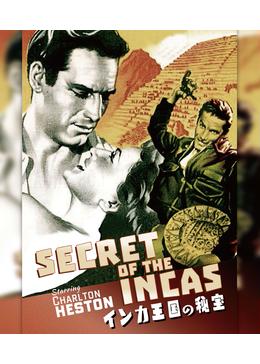 SECRET
OF THE
INCAS
Starring
CHARLTON
HESTON
インカ王国の秘宝